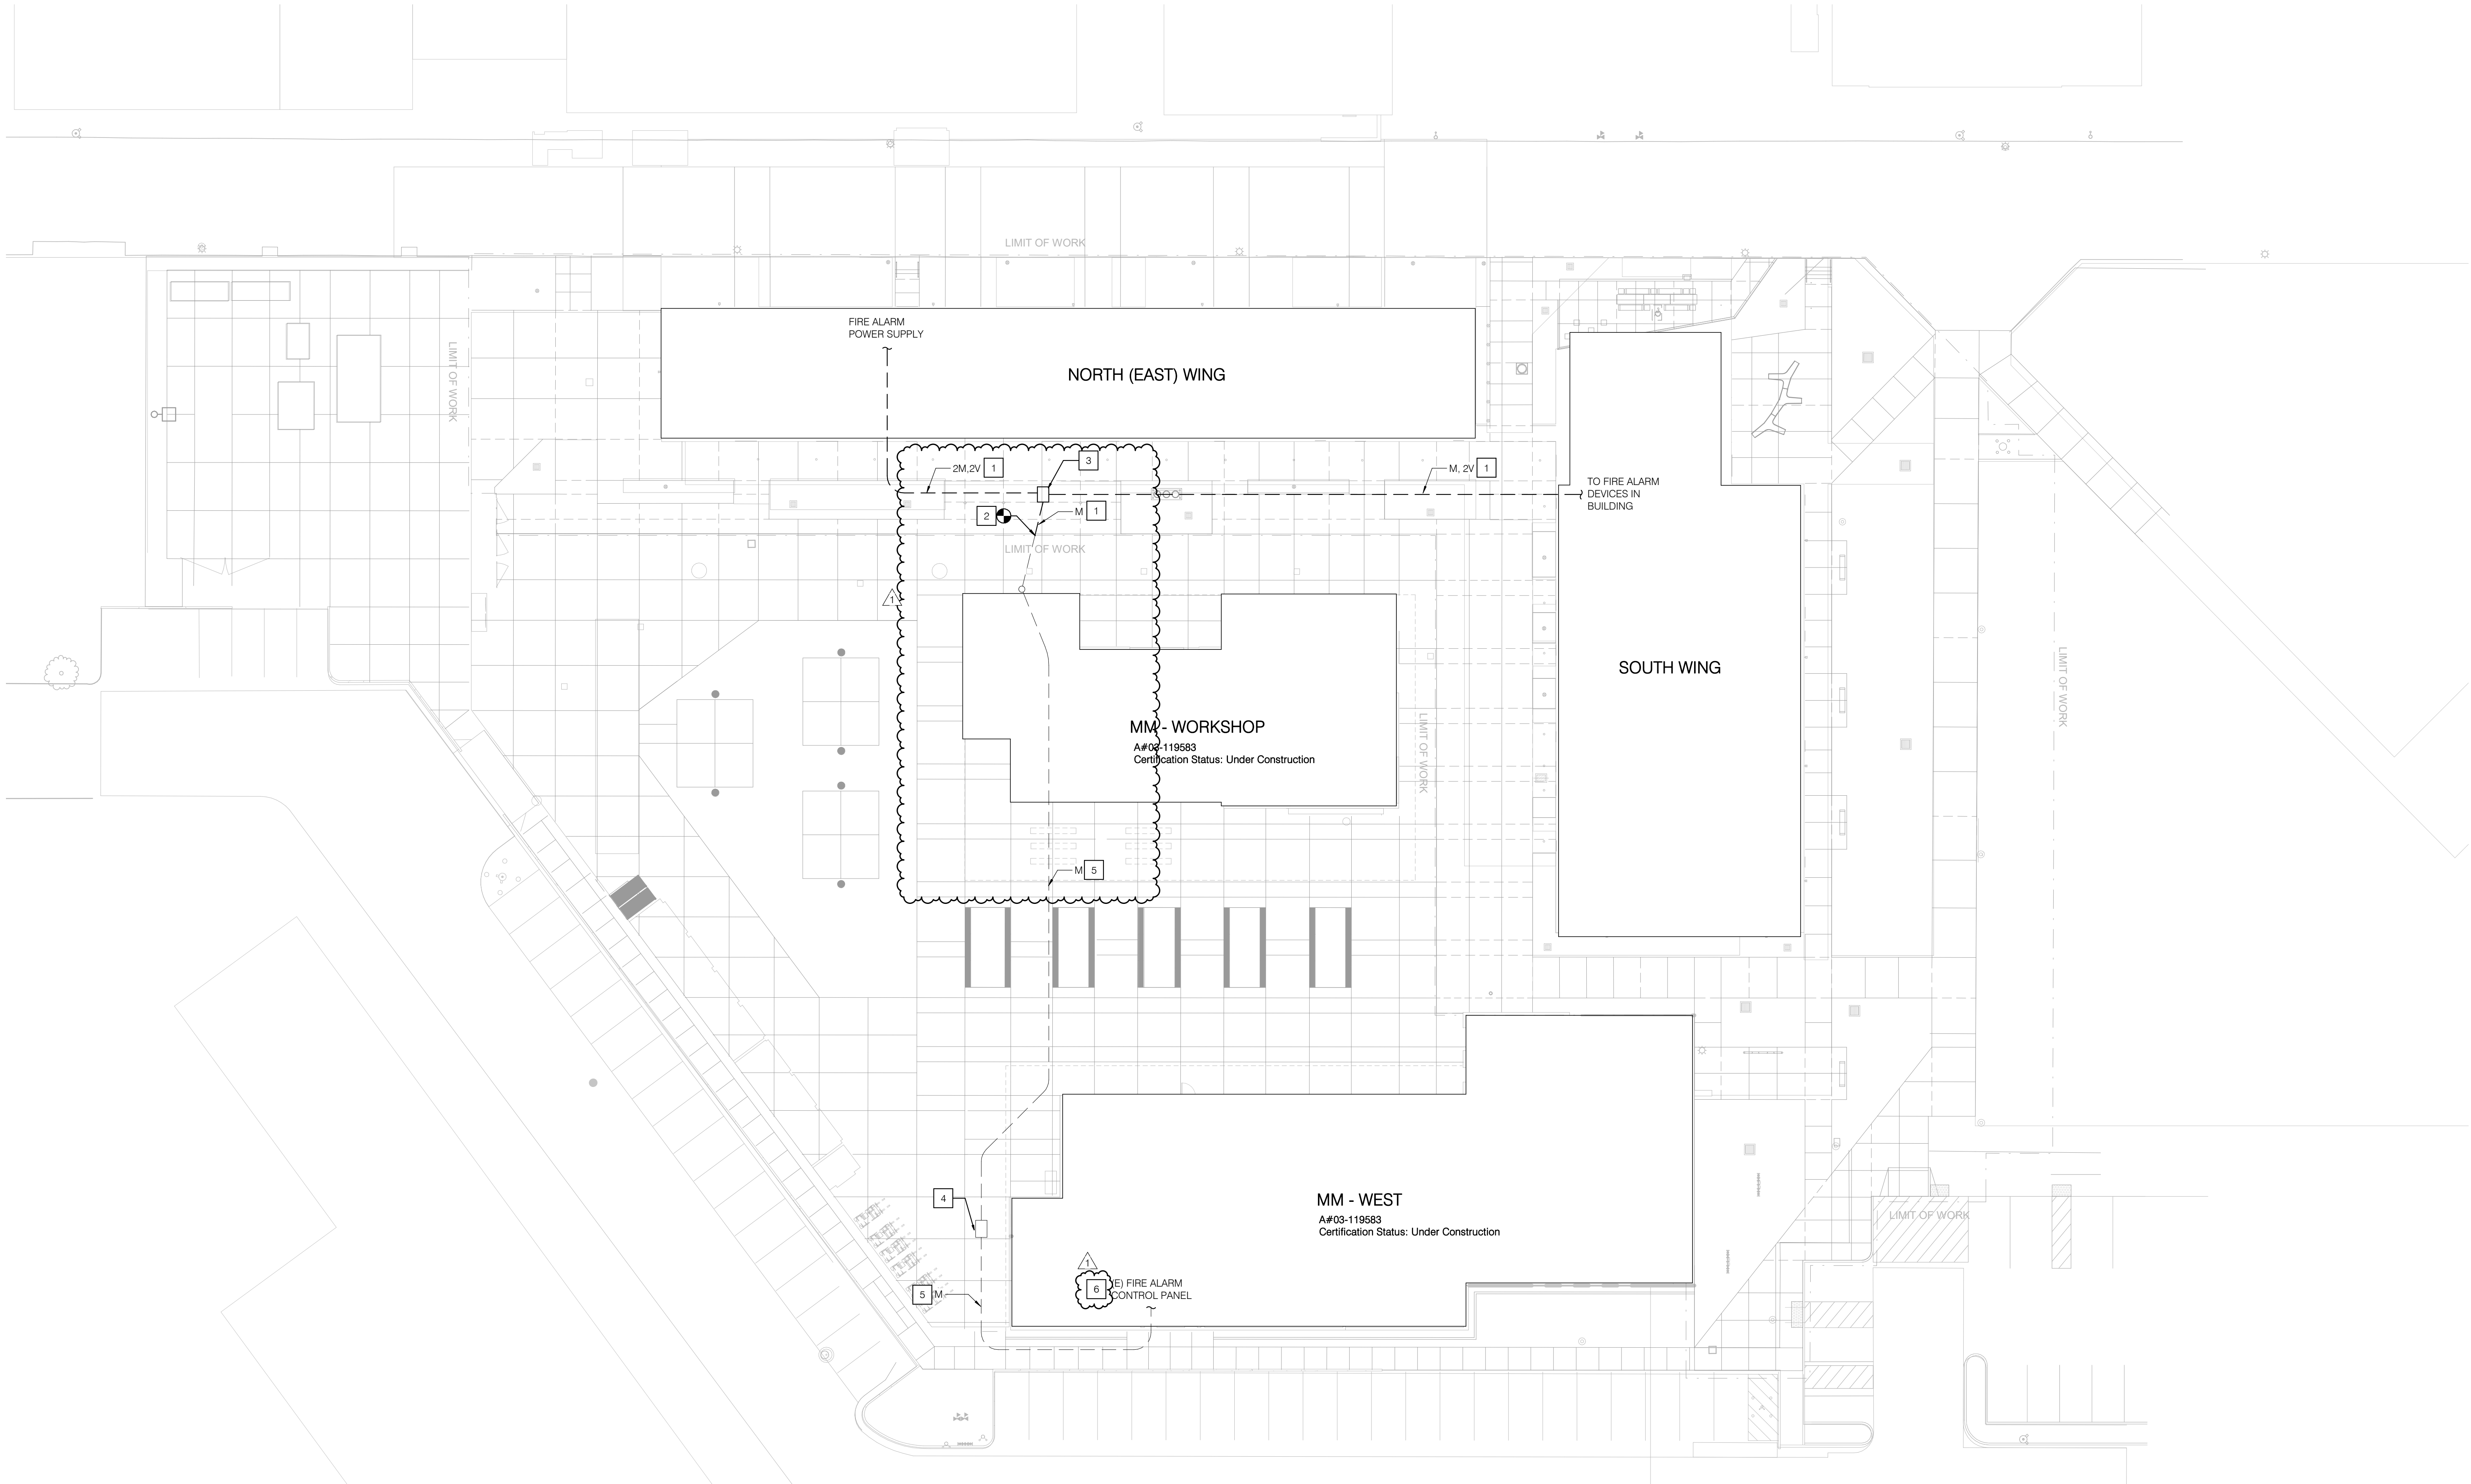 LIMIT OF WORK
FIRE ALARM
POWER SUPPLY
NORTH (EAST) WING
LIMIT OF WORK
2M,2V 1
3
M, 2V 1
TO FIRE ALARM
DEVICES IN
BUILDING
2
M 1
LIMIT OF WORK
1
SOUTH WING
LIMIT OF WORK
MM - WORKSHOP
A#03-119583
Certification Status: Under Construction
LIMIT OF WORK
M 5
4
MM - WEST
A#03-119583
Certification Status: Under Construction
LIMIT OF WORK
1
6
(E) FIRE ALARM
CONTROL PANEL
5 M